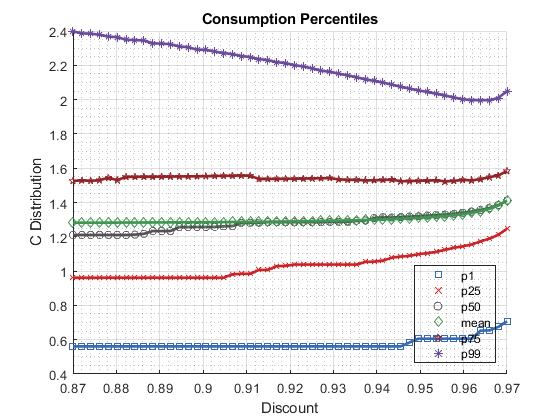 Consumption Percentiles
2.4
2.2
2
1.8
1.6
1.4
1.2
1
0.8
0.6
0.4
C Distribution
p1
p25
p50
mean
p75
p99
0.87 0.88 0.89 0.9 0.91 0.92 0.93 0.94 0.95 0.96 0.97
Discount